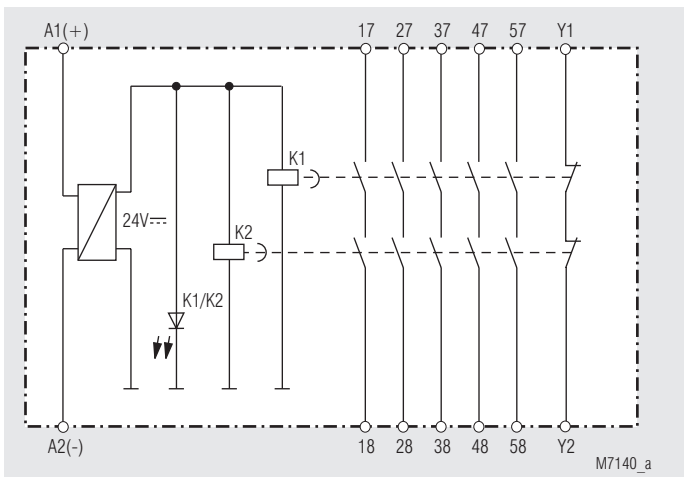 A1(+) 17 27 37 47 57 Y1
K1
24V
K2
K1/K2
A2(-) 18 28 38 48 58 Y2
M7140_a